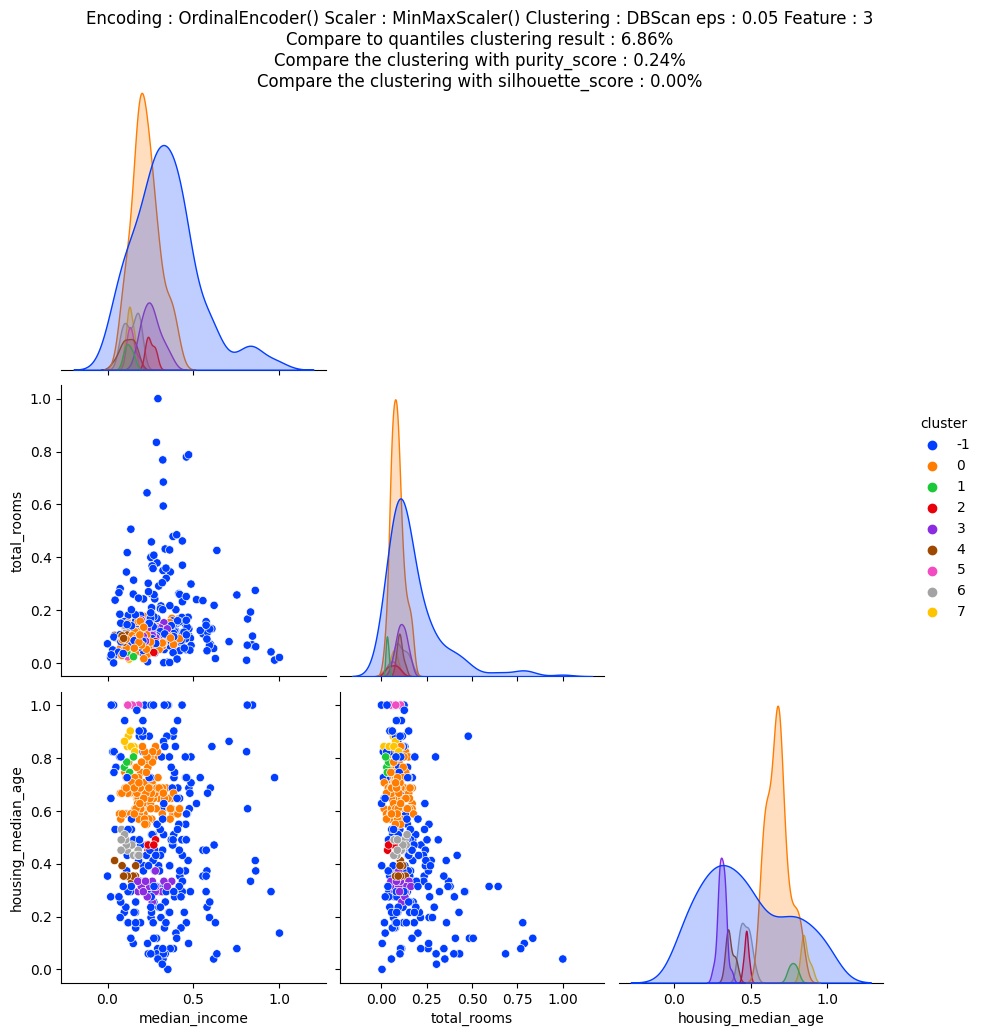 Encoding : OrdinalEncoder() Scaler : MinMaxScaler() Clustering : DBScan eps : 0.05 Feature : 3
Compare to quantiles clustering result : 6.86%
Compare the clustering with purity_score : 0.24%
Compare the clustering with silhouette_score : 0.00%
1.0
0.8
0.6
0.4
0.2
0.0
total_rooms
cluster
-1
0
1
2
3
4
5
6
7
1.0
0.8
0.6
0.4
0.2
0.0
housing_median_age
0.0 0.5 1.0
median_income
0.00 0.25 0.50 0.75 1.00
total_rooms
0.0 0.5 1.0
housing_median_age